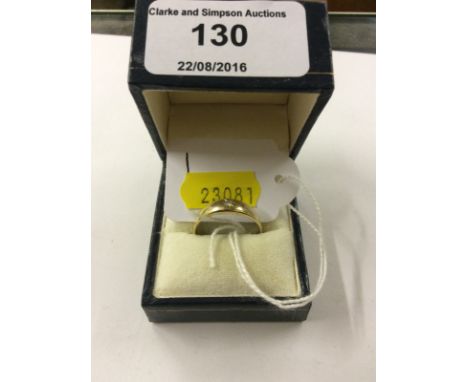 Clarke and Simpson Auctions
130
22/08/2016
23081